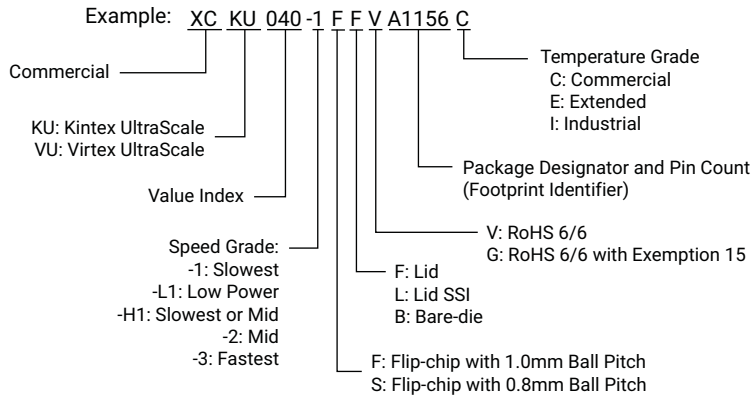 Example: XC KU 040 -1 F F V A1156 C
Commercial
KU: Kintex UltraScale
VU: Virtex UltraScale
Value Index
Speed Grade:
-1: Slowest
-L1: Low Power
-H1: Slowest or Mid
-2: Mid
-3: Fastest
Temperature Grade
C: Commercial
E: Extended
I: Industrial
Package Designator and Pin Count
(Footprint Identifier)
V: RoHS 6/6
G: RoHS 6/6 with Exemption 15
F: Lid
L: Lid SSI
B: Bare-die
F: Flip-chip with 1.0mm Ball Pitch
S: Flip-chip with 0.8mm Ball Pitch